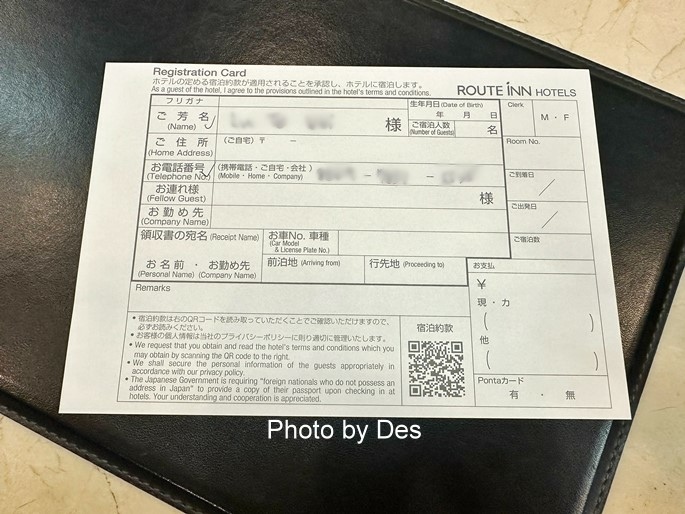 Registration Card
ホテルの定める宿泊約款が適用されることを承認し、ホテルに宿泊します。
As a guest of the hotel, I agree to the provisions outlined in the hotel's terms and conditions.
ROUTE INN HOTELS
フリガナ
生年月日 (Date of Birth)
年 月 日
Clerk
M・F
ご芳名
(Name)
様
ご宿泊人数
(Number of Guests)
名
ご住所
(Home Address)
(ご自宅) 〒 －
Room No.
お電話番号
(Telephone No.)
(携帯電話・ご自宅・会社)
(Mobile・Home・Company)
－ －
ご到着日
／
お連れ様
(Fellow Guest)
様
お勤め先
(Company Name)
ご出発日
／
領収書の宛名 (Receipt Name)
お名前 ・ お勤め先
(Personal Name) (Company Name)
お車No. 車種
(Car Model
& License Plate No.)
ご宿泊数
前泊地 (Arriving from)
行先地 (Proceeding to)
お支払
￥
現・カ
( )
他
( )
Remarks
・宿泊約款は右のQRコードを読み取っていただくことでご確認いただけますので、
必ずお読みください。
・お客様の個人情報は当社のプライバシーポリシーに則り適切に管理いたします。
・We request that you obtain and read the hotel's terms and conditions which you
may obtain by scanning the QR code to the right.
・We shall secure the personal information of the guests appropriately in
accordance with our privacy policy.
・The Japanese Government is requiring "foreign nationals who do not possess an
address in Japan" to provide a copy of their passport upon checking in at
hotels. Your understanding and cooperation is appreciated.
宿泊約款
Pontaカード
有 ・ 無
Photo by Des